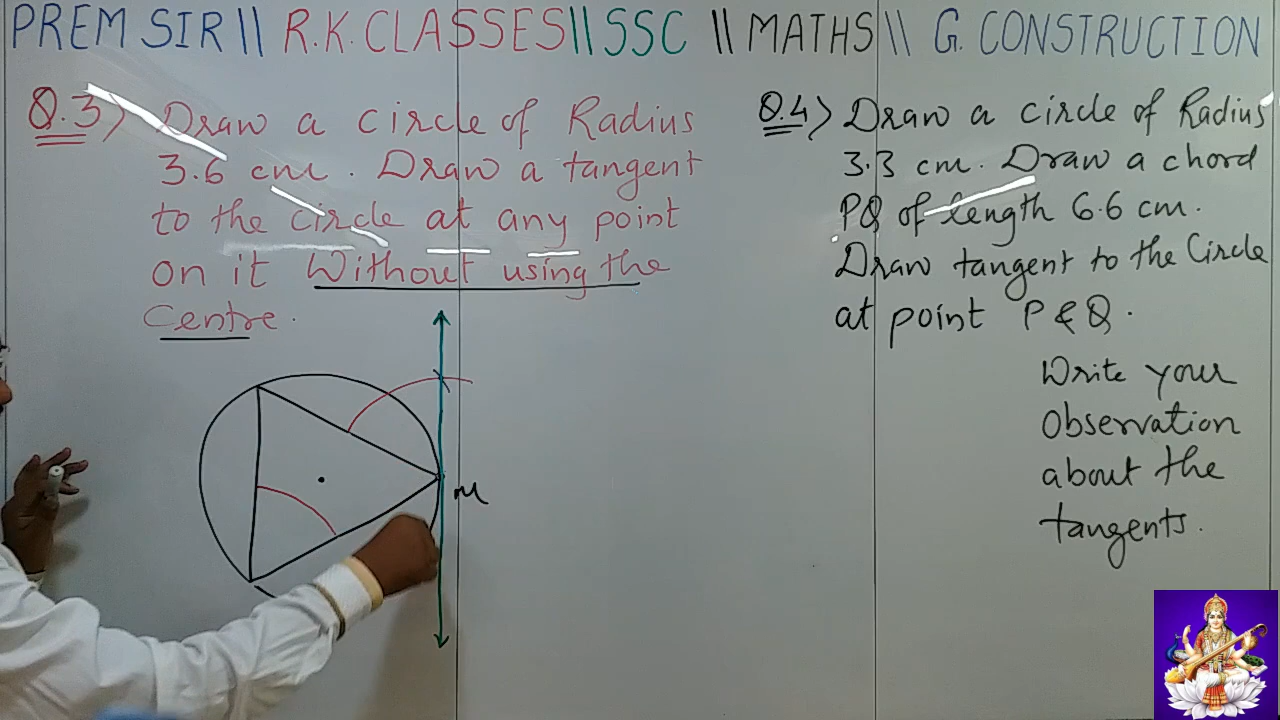 PREM SIR || R.K. CLASSES || SSC || MATHS \\ G. CONSTRUCTION
Q.3) Draw a circle of Radius
3.6 cm. Draw a tangent
to the circle at any point
on it Without using the
Centre.
M
Q.4) Draw a circle of Radius
3.3 cm. Draw a chord
PQ of length 6.6 cm.
Draw tangent to the Circle
at point P & Q.
Write your
Observation
about the
tangents.